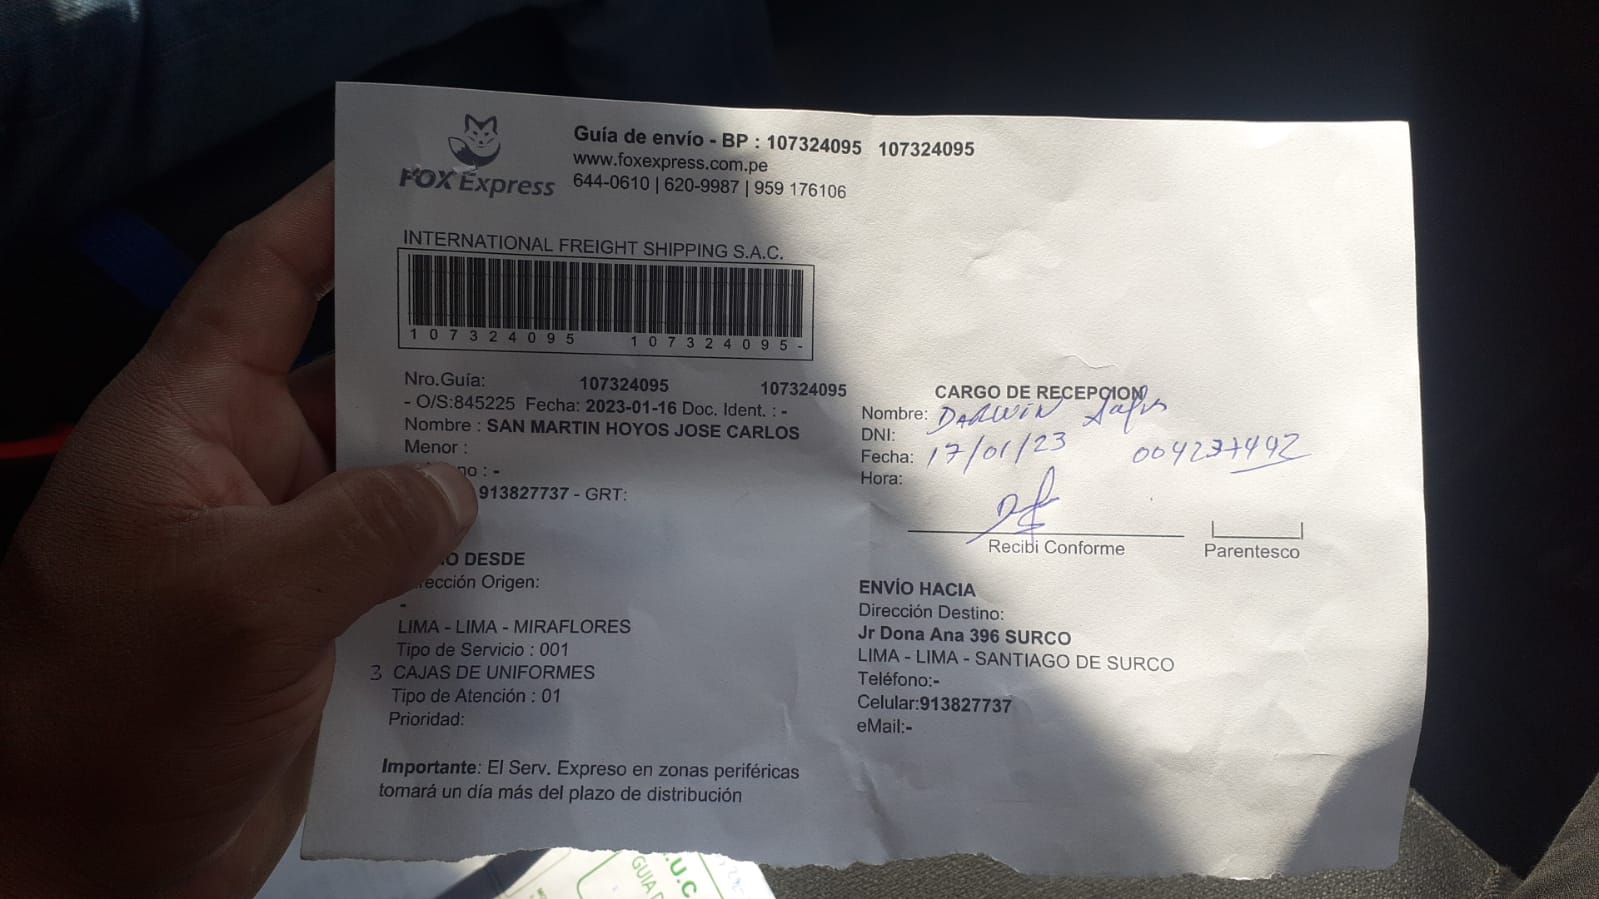 FOX Express
Guía de envío - BP : 107324095 107324095
www.foxexpress.com.pe
644-0610 | 620-9987 | 959 176106
INTERNATIONAL FREIGHT SHIPPING S.A.C.
107324095 107324095-
Nro.Guía: 107324095 107324095
- O/S:845225 Fecha: 2023-01-16 Doc. Ident. : -
Nombre : SAN MARTIN HOYOS JOSE CARLOS
Menor :
no : -
913827737 - GRT:
O DESDE
rección Origen:
-
LIMA - LIMA - MIRAFLORES
Tipo de Servicio : 001
3 CAJAS DE UNIFORMES
Tipo de Atención : 01
Prioridad:
Importante: El Serv. Expreso en zonas periféricas
tomará un día más del plazo de distribución
CARGO DE RECEPCION
Nombre: DARWIN
DNI:
Fecha: 17/01/23 004237492
Hora:
Recibi Conforme Parentesco
ENVÍO HACIA
Dirección Destino:
Jr Dona Ana 396 SURCO
LIMA - LIMA - SANTIAGO DE SURCO
Teléfono:-
Celular:913827737
eMail:-
.U.C
GUIA D